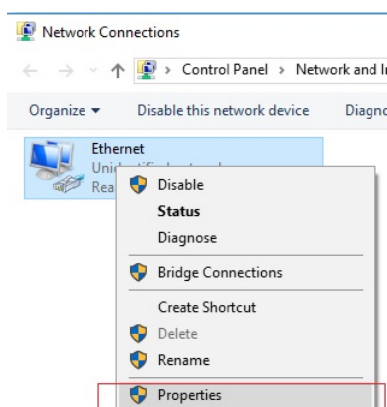 Network Connections
Control Panel > Network and I
Organize Disable this network device Diagno
Ethernet
Rea
Disable
Status
Diagnose
Bridge Connections
Create Shortcut
Delete
Rename
Properties